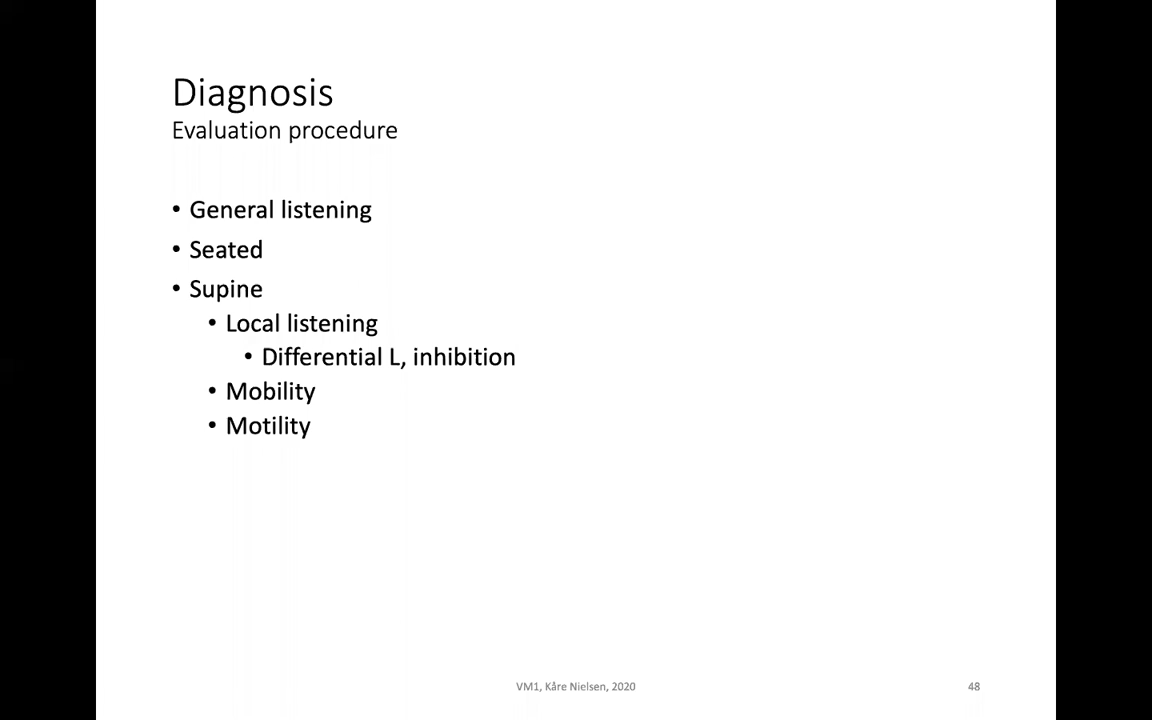 Diagnosis
Evaluation procedure
• General listening
• Seated
• Supine
• Local listening
• Differential L, inhibition
• Mobility
• Motility
VM1, Kåre Nielsen, 2020
48